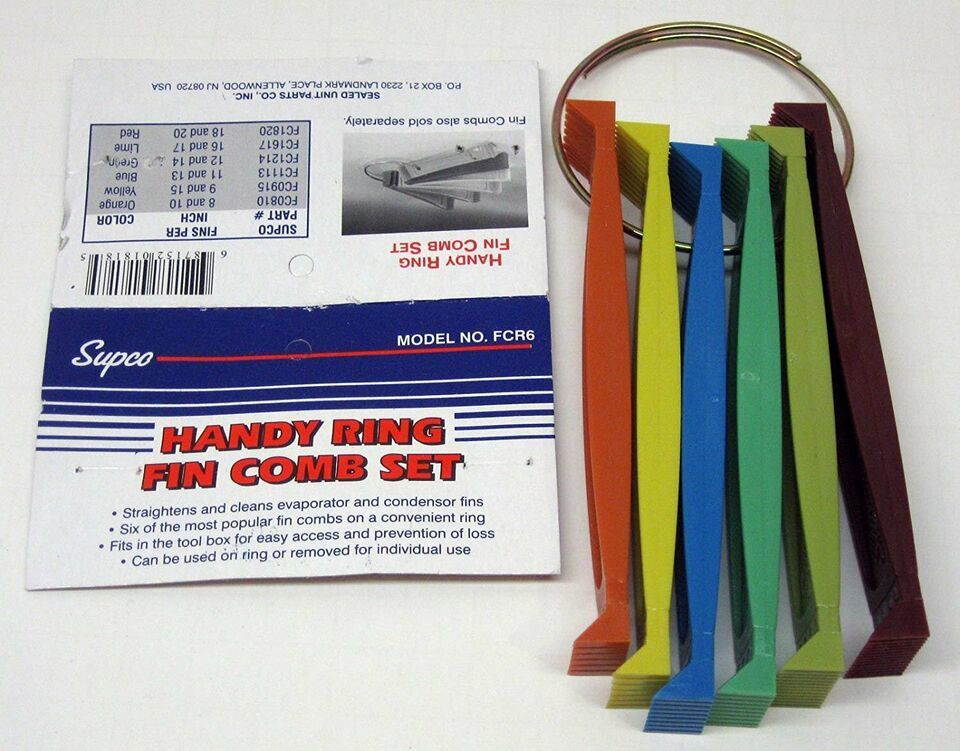 Supco
MODEL NO. FCR6
HANDY RING
FIN COMB SET
• Straightens and cleans evaporator and condensor fins
• Six of the most popular fin combs on a convenient ring
• Fits in the tool box for easy access and prevention of loss
• Can be used on ring or removed for individual use
6 87152 01818 5
HANDY RING
FIN COMB SET
SUPCO PART # FINS PER INCH COLOR
FC0810 8 and 10 Orange
FC0915 9 and 15 Yellow
FC1113 11 and 13 Blue
FC1214 12 and 14 Green
FC1617 16 and 17 Lime
FC1820 18 and 20 Red
Fin Combs also sold separately.
SEALED UNIT PARTS CO., INC.
P.O. BOX 21, 2230 LANDMARK PLACE, ALLENWOOD, NJ 08720 USA